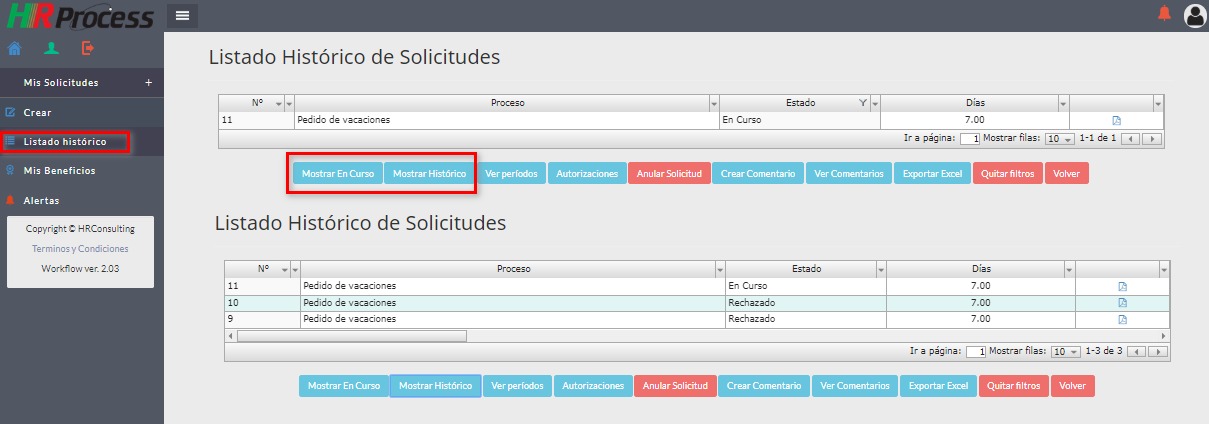 HRProcess
Mis Solicitudes +
Crear
Listado histórico
Mis Beneficios
Alertas
Copyright © HRConsulting
Terminos y Condiciones
Workflow ver. 2.03
Listado Histórico de Solicitudes
Nº Proceso Estado Días
11 Pedido de vacaciones En Curso 7.00
Ir a página: 1 Mostrar filas: 10 1-1 de 1
Mostrar En Curso Mostrar Histórico Ver períodos Autorizaciones Anular Solicitud Crear Comentario Ver Comentarios Exportar Excel Quitar filtros Volver
Listado Histórico de Solicitudes
Nº Proceso Estado Días
11 Pedido de vacaciones En Curso 7.00
10 Pedido de vacaciones Rechazado 7.00
9 Pedido de vacaciones Rechazado 7.00
Ir a página: 1 Mostrar filas: 10 1-3 de 3
Mostrar En Curso Mostrar Histórico Ver períodos Autorizaciones Anular Solicitud Crear Comentario Ver Comentarios Exportar Excel Quitar filtros Volver